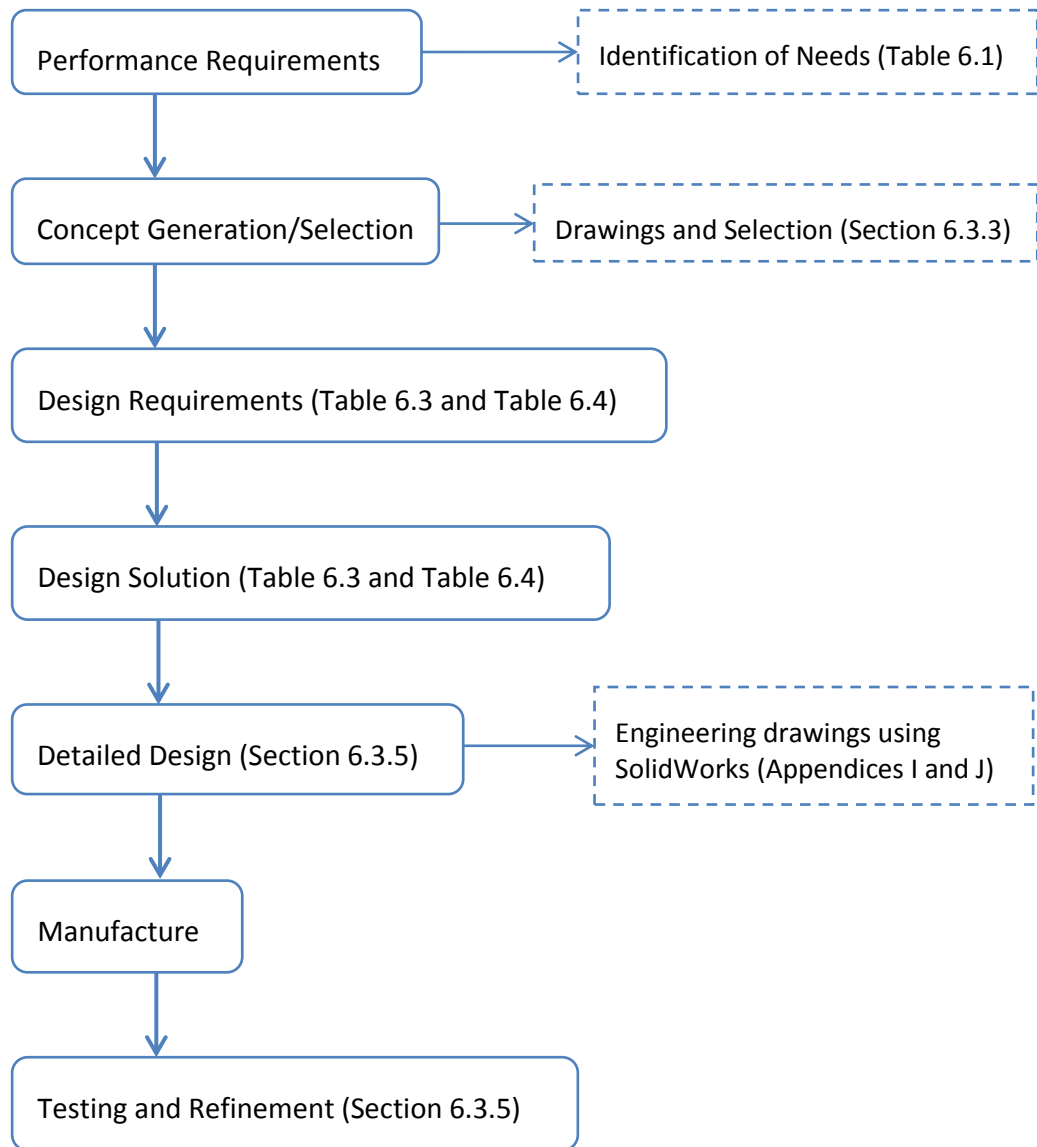 Performance Requirements
Identification of Needs (Table 6.1)
Concept Generation/Selection
Drawings and Selection (Section 6.3.3)
Design Requirements (Table 6.3 and Table 6.4)
Design Solution (Table 6.3 and Table 6.4)
Detailed Design (Section 6.3.5)
Engineering drawings using
SolidWorks (Appendices I and J)
Manufacture
Testing and Refinement (Section 6.3.5)